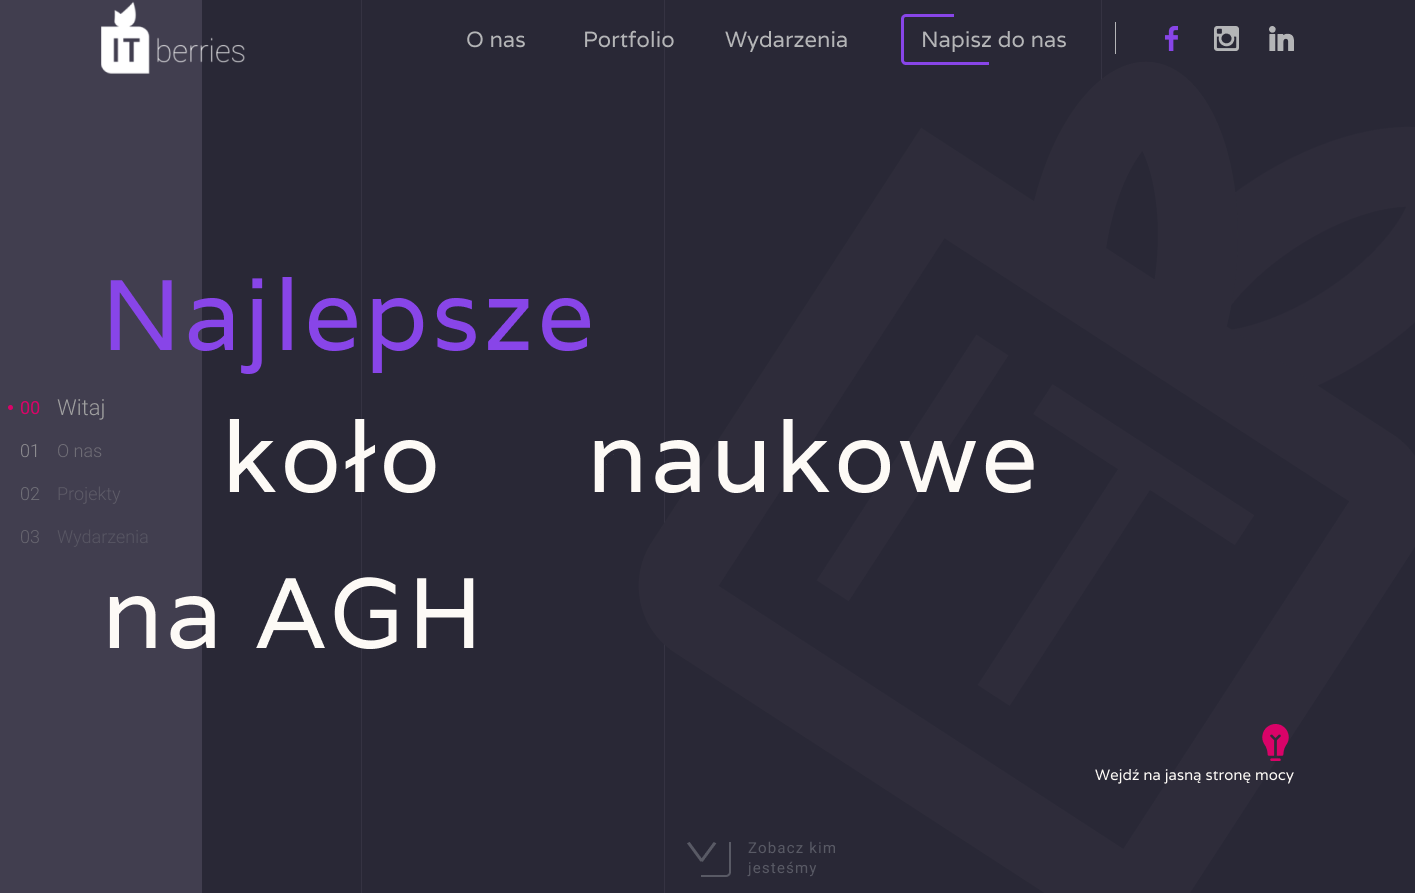 IT berries
O nas
Portfolio
Wydarzenia
Napisz do nas
Najlepsze
koło naukowe
na AGH
00 Witaj
01 O nas
02 Projekty
03 Wydarzenia
Wejdź na jasną stronę mocy
Zobacz kim
jesteśmy